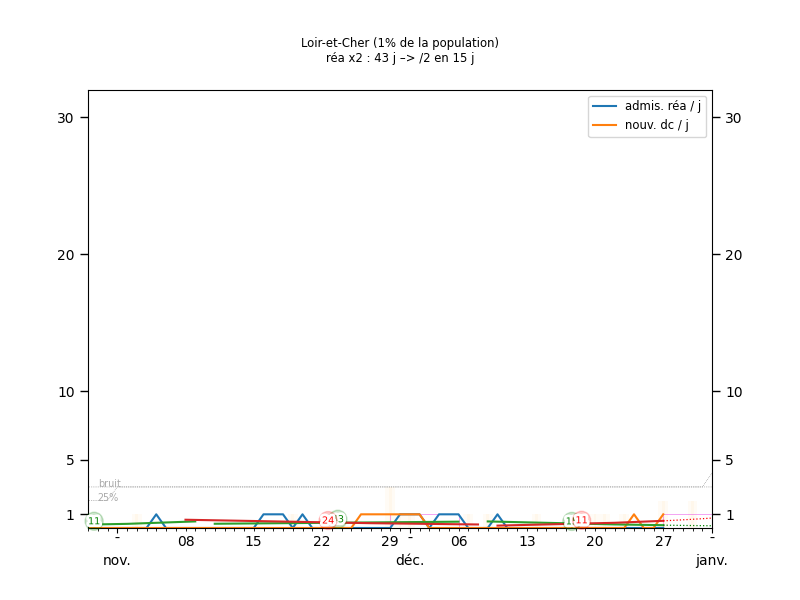 Loir-et-Cher (1% de la population)
réa x2 : 43 j –> /2 en 15 j
admis. réa / j
nouv. dc / j
30 30
20 20
10 10
5 5
bruit
25%
1 1
11 24 11
- 08 15 22 29 - 06 13 20 27 -
nov. déc. janv.